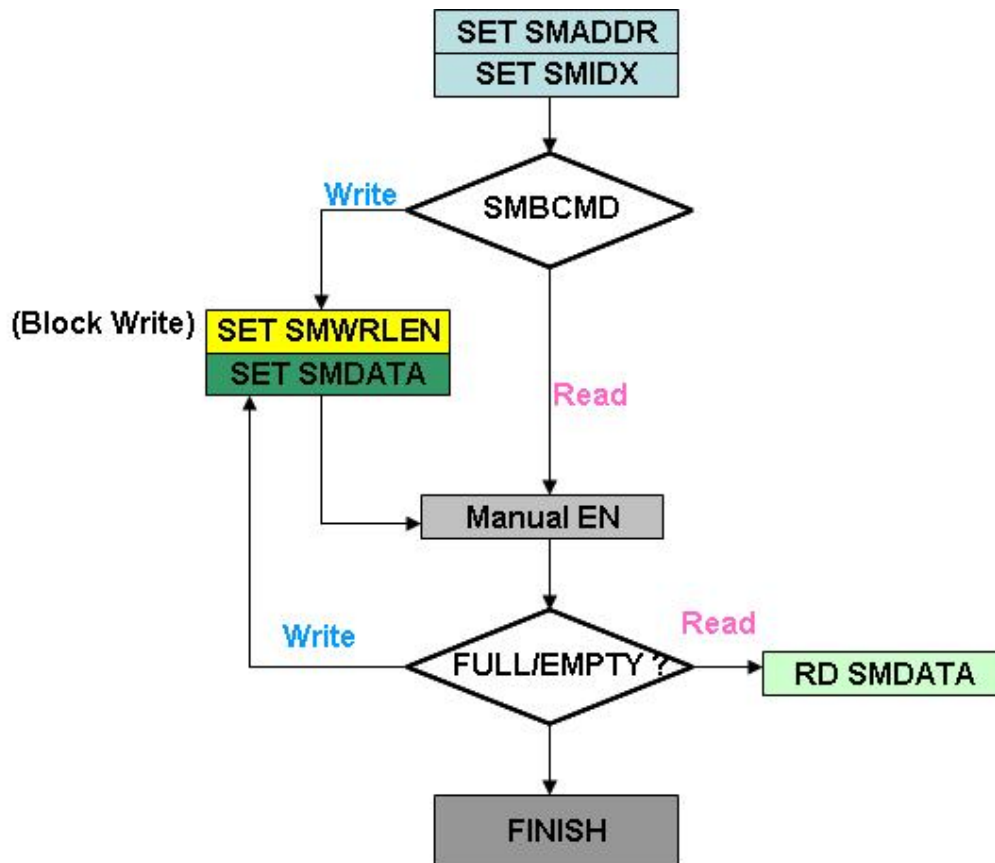 SET SMADDR
SET SMIDX
SMBCMD
Write
(Block Write)
SET SMWRLEN
SET SMDATA
Read
Manual EN
Write
FULL/EMPTY ?
Read
RD SMDATA
FINISH